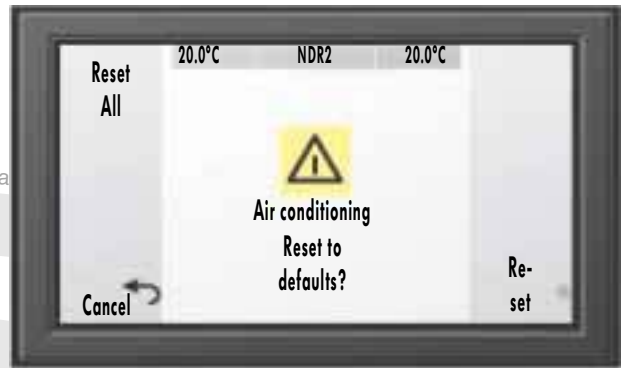 20.0°C NDR2 20.0°C
Reset
All
Air conditioning
Reset to
defaults?
Cancel
Re-
set